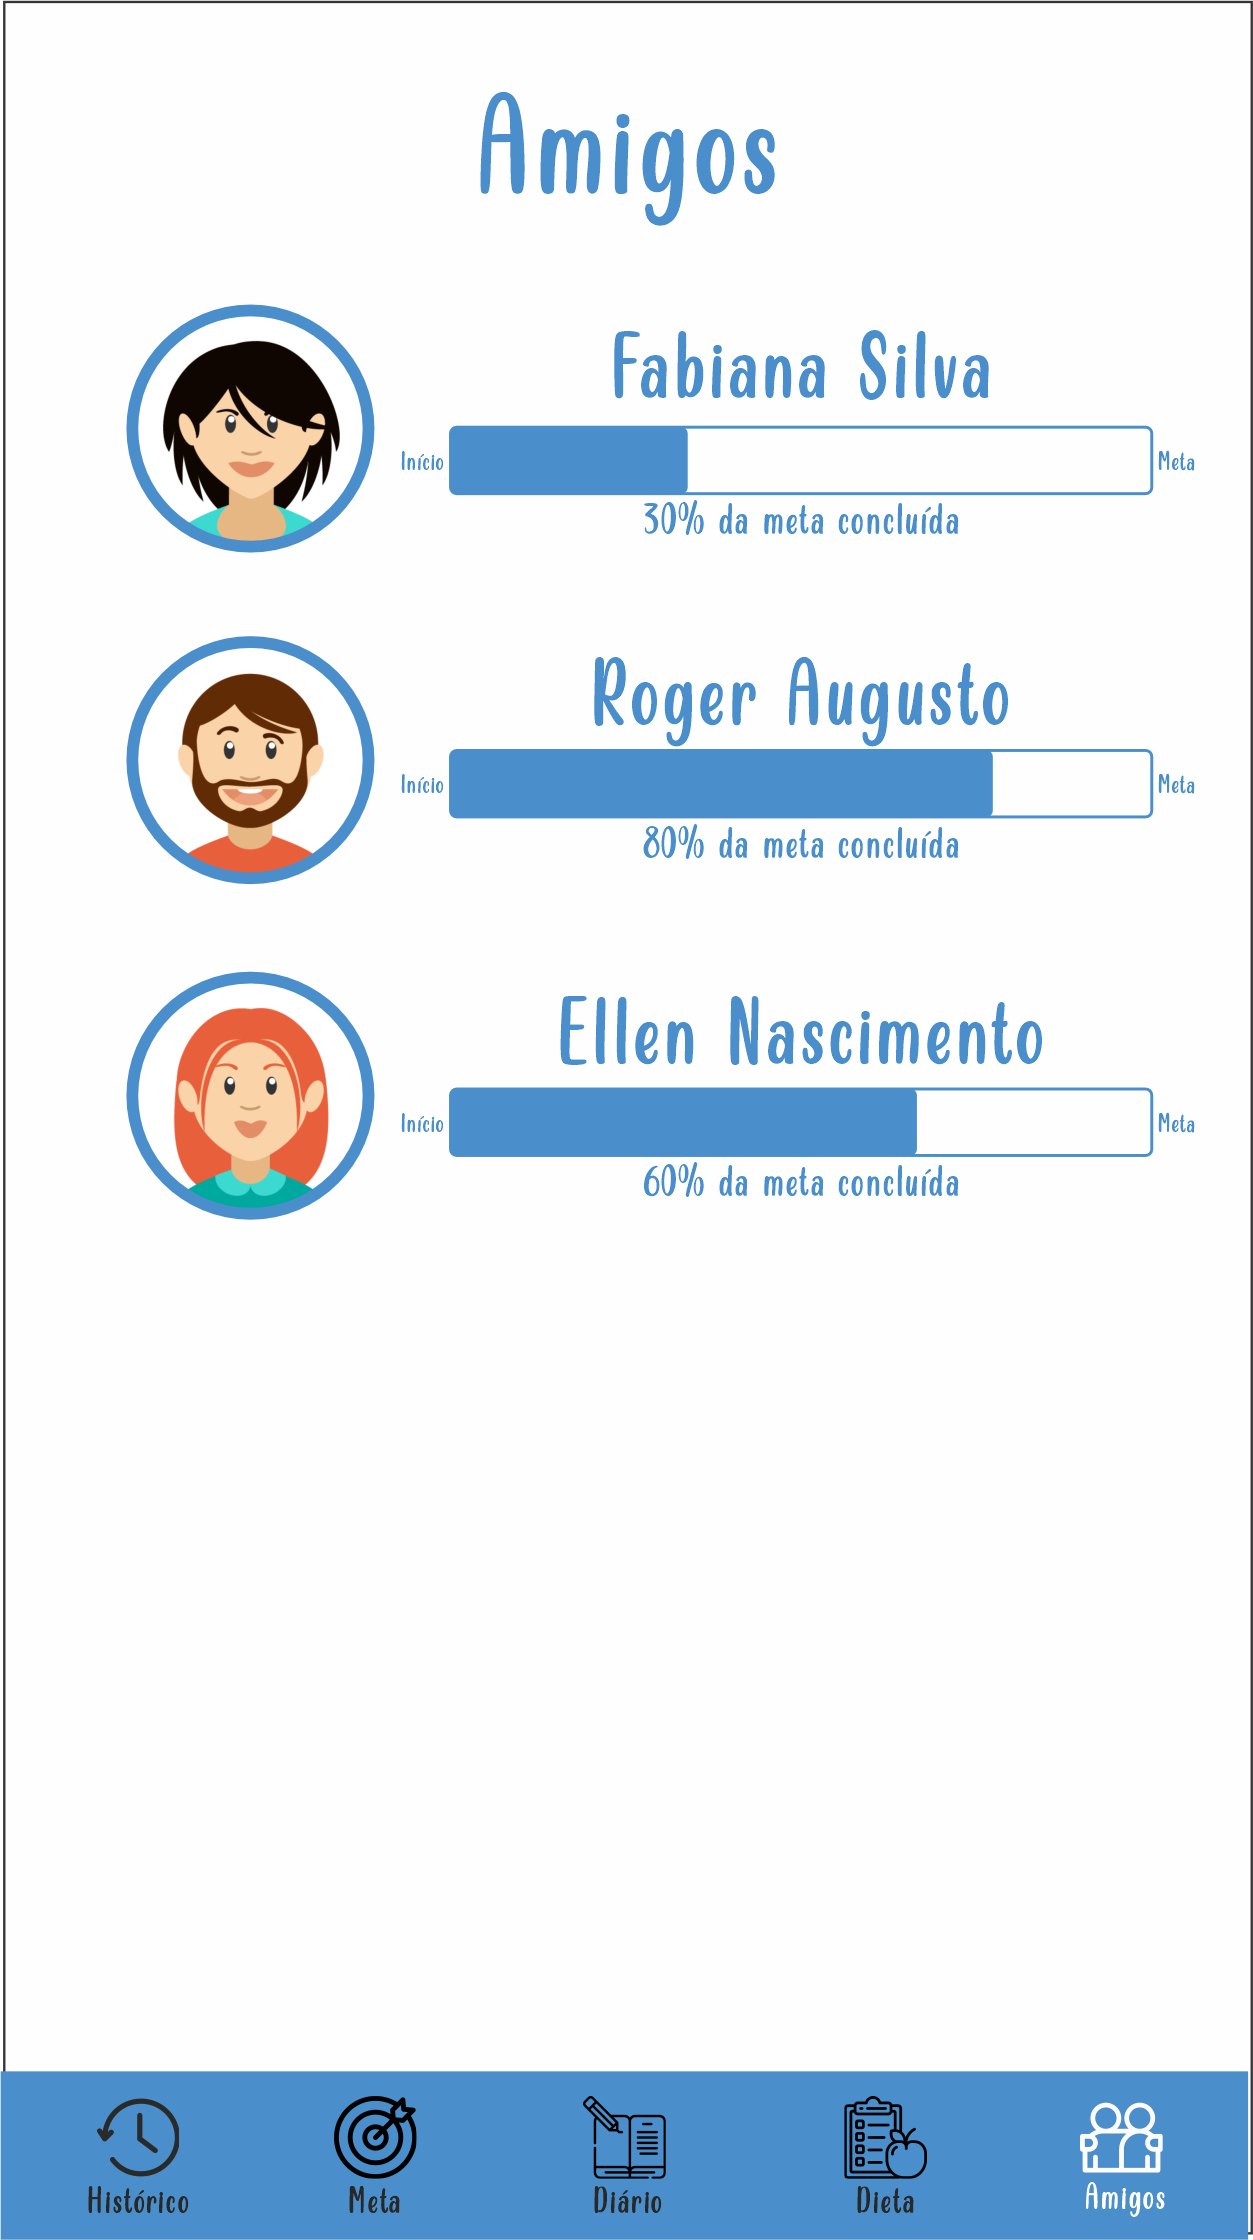 Amigos
Fabiana Silva
Início Meta
30% da meta concluída
Roger Augusto
Início Meta
80% da meta concluída
Ellen Nascimento
Início Meta
60% da meta concluída
Histórico Meta Diário Dieta Amigos